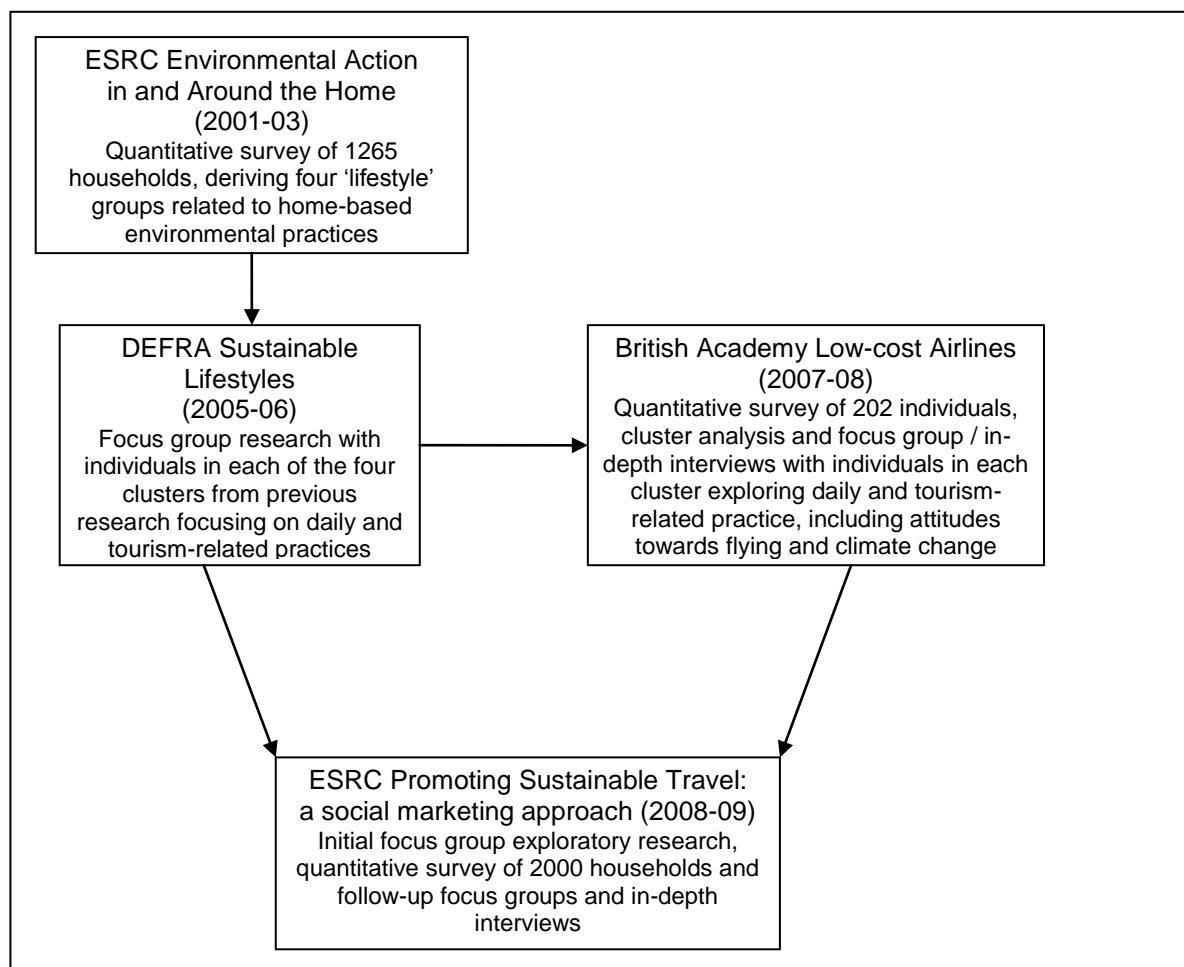 ESRC Environmental Action
in and Around the Home
(2001-03)
Quantitative survey of 1265
households, deriving four ‘lifestyle’
groups related to home-based
environmental practices
DEFRA Sustainable
Lifestyles
(2005-06)
Focus group research with
individuals in each of the four
clusters from previous
research focusing on daily and
tourism-related practices
British Academy Low-cost Airlines
(2007-08)
Quantitative survey of 202 individuals,
cluster analysis and focus group / in-
depth interviews with individuals in each
cluster exploring daily and tourism-
related practice, including attitudes
towards flying and climate change
ESRC Promoting Sustainable Travel:
a social marketing approach (2008-09)
Initial focus group exploratory research,
quantitative survey of 2000 households and
follow-up focus groups and in-depth
interviews